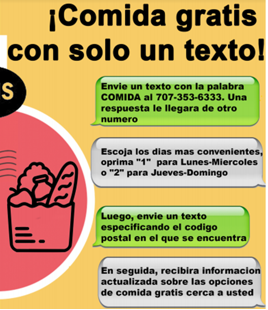 ¡Comida gratis
con solo un texto!
S
Envie un texto con la palabra
COMIDA al 707-353-6333. Una
respuesta le llegara de otro
numero
Escoja los dias mas convenientes,
oprima "1" para Lunes-Miercoles
o "2" para Jueves-Domingo
Luego, envie un texto
especificando el codigo
postal en el que se encuentra
En seguida, recibira informacion
actualizada sobre las opciones
de comida gratis cerca a usted